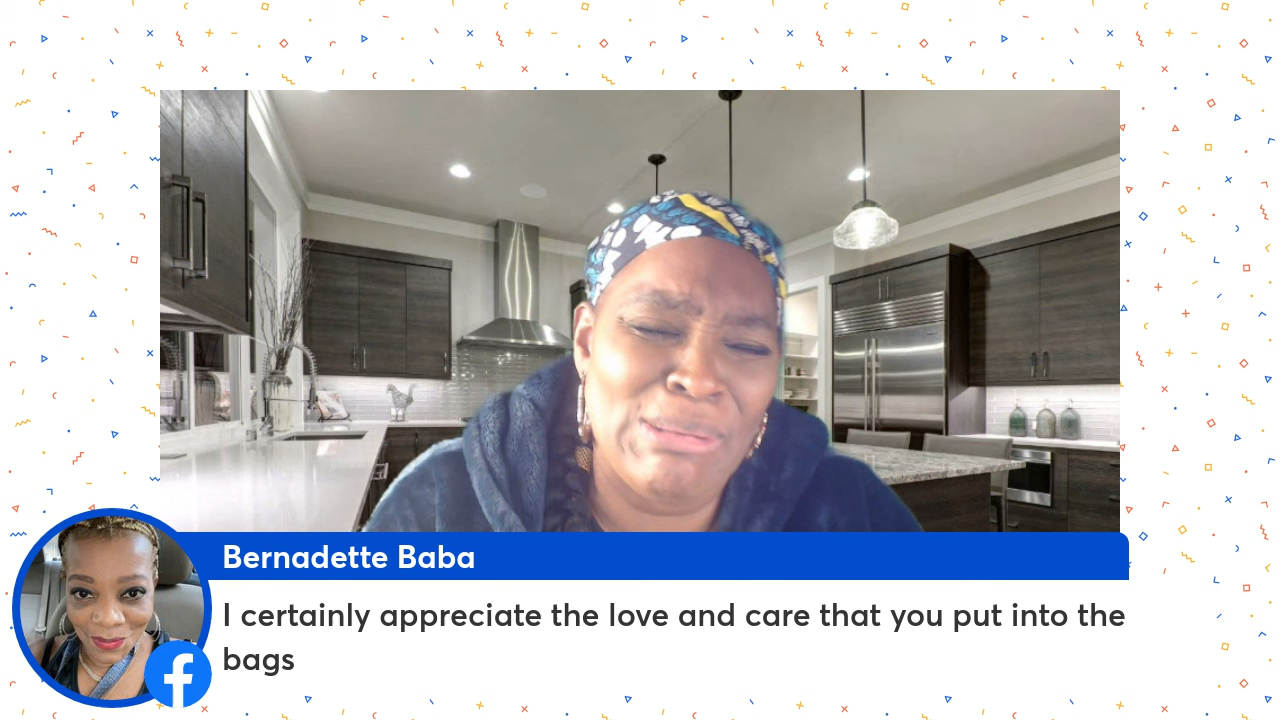 Bernadette Baba
I certainly appreciate the love and care that you put into the
bags